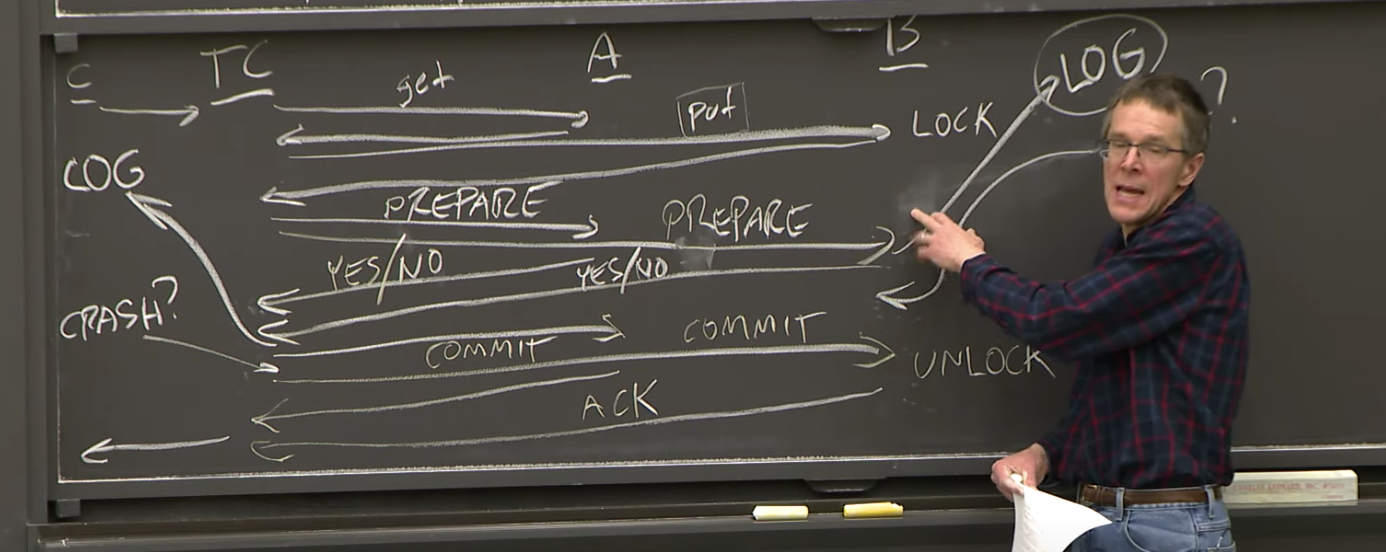 C TC get A B LOG ?
put LOCK
LOG
PREPARE PREPARE
YES/NO YES/NO
CRASH? COMMIT COMMIT
UNLOCK
ACK